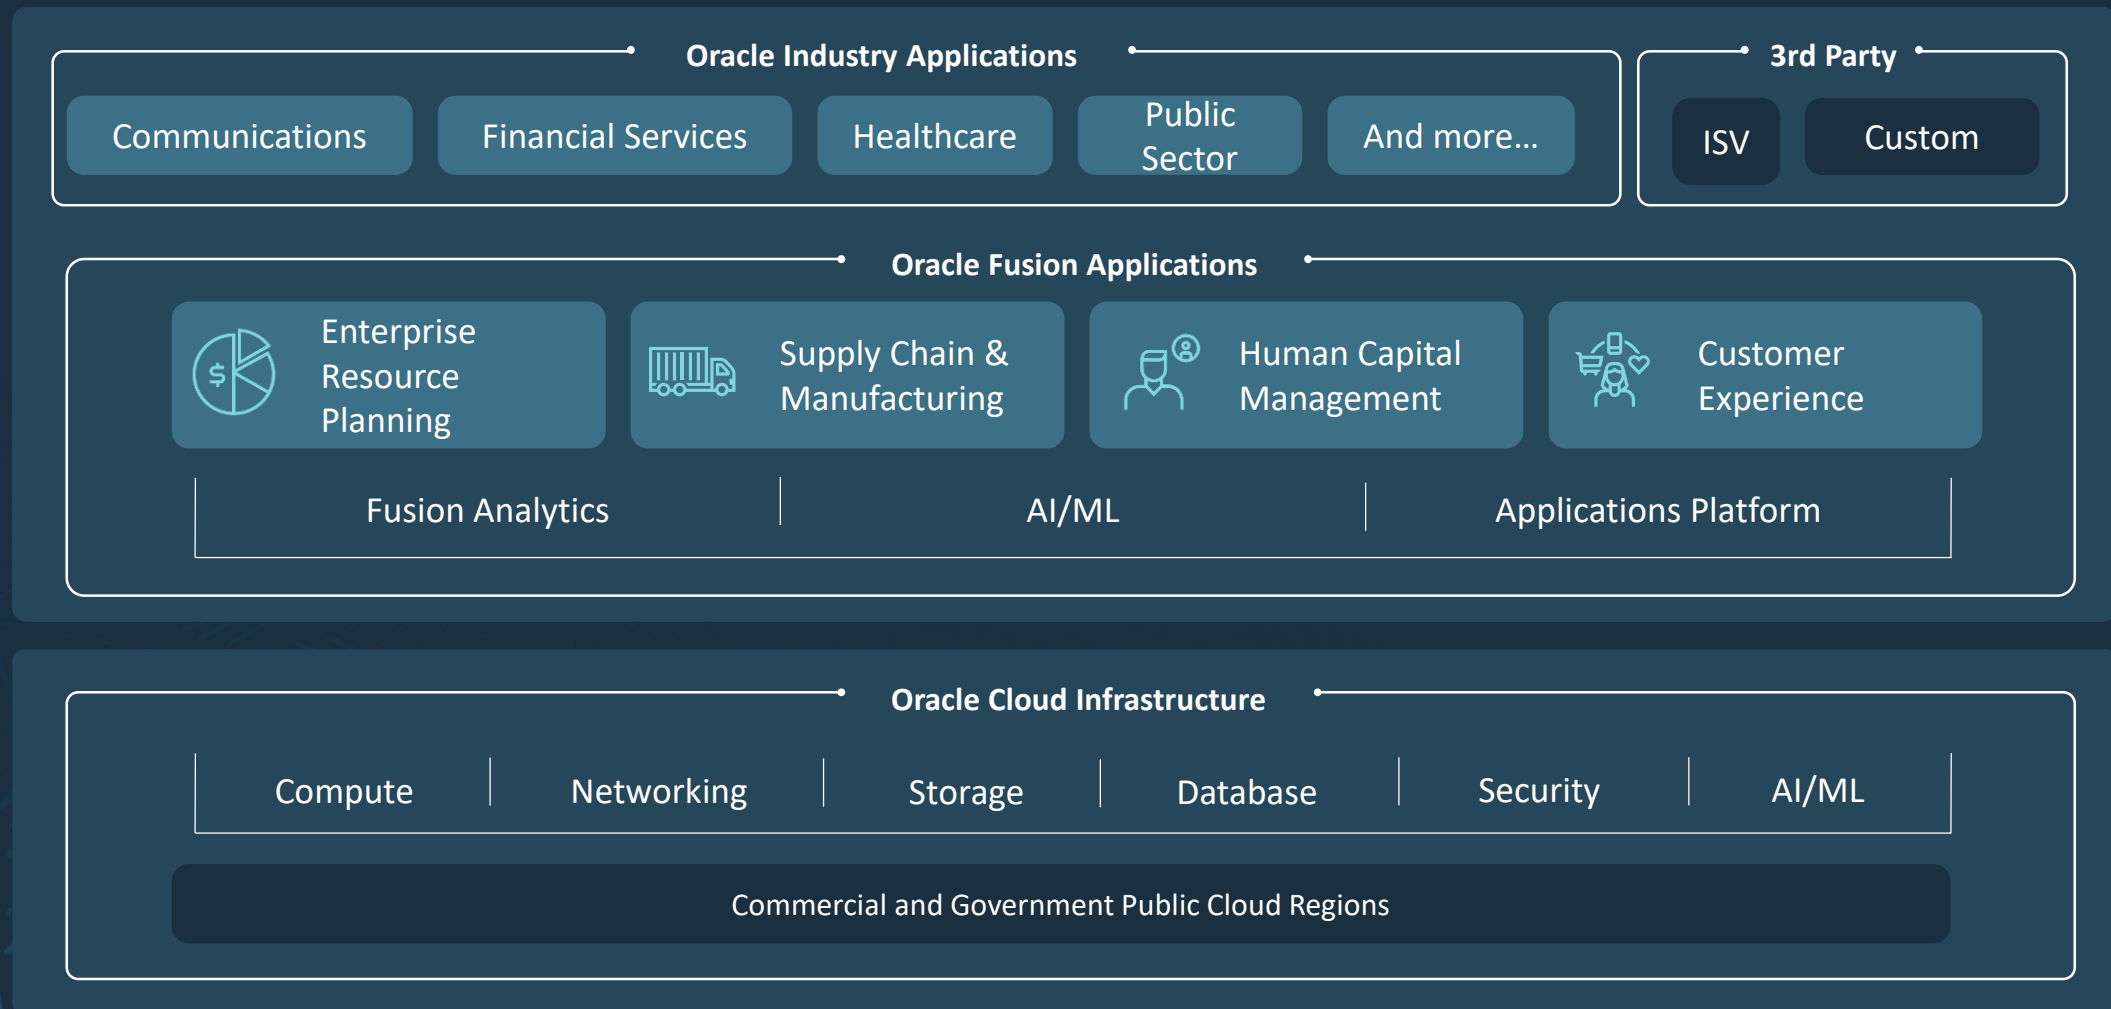 Oracle Industry Applications
Communications
Financial Services
Healthcare
Public
Sector
And more...
3rd Party
ISV
Custom
Oracle Fusion Applications
$
Enterprise
Resource
Planning
Supply Chain &
Manufacturing
Human Capital
Management
Customer
Experience
Fusion Analytics
AI/ML
Applications Platform
Oracle Cloud Infrastructure
Compute
Networking
Storage
Database
Security
AI/ML
Commercial and Government Public Cloud Regions